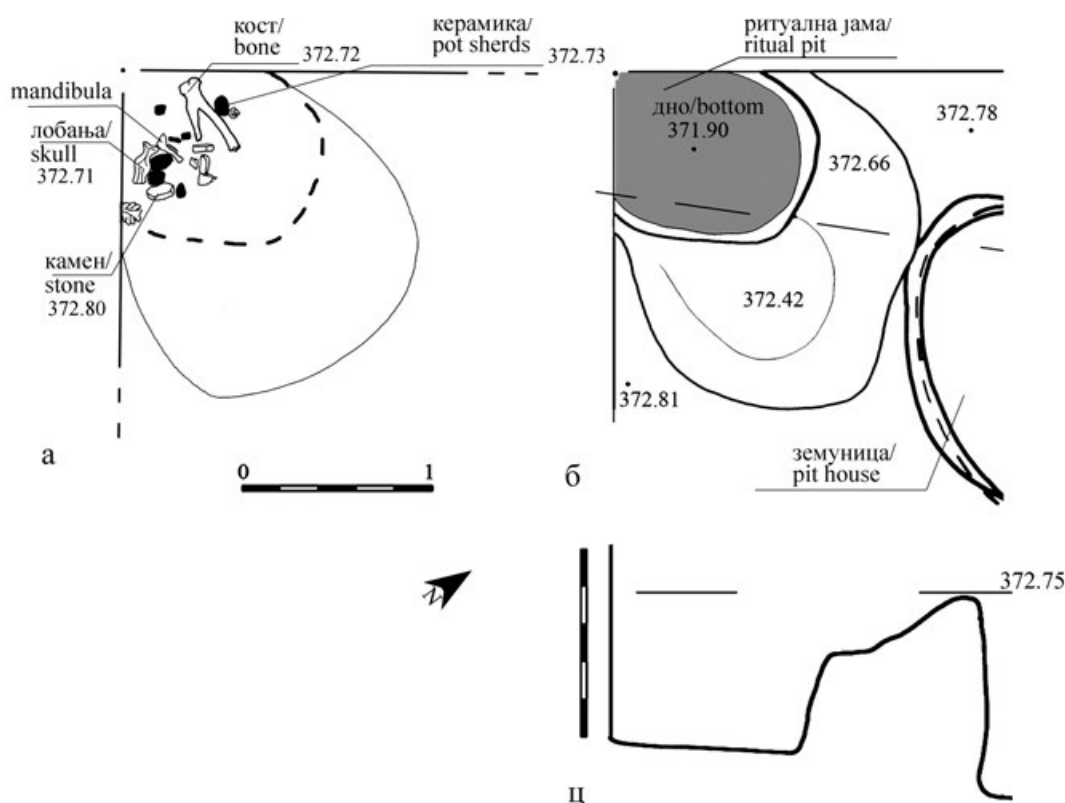 кост/
bone
372.72
керамика/
pot sherds
372.73
mandibula
лобања/
skull
372.71
камен/
stone
372.80
а
0 1
ритуална јама/
ritual pit
дно/bottom
371.90
372.78
372.66
372.42
372.81
земуница/
pit house
б
N
372.75
ц